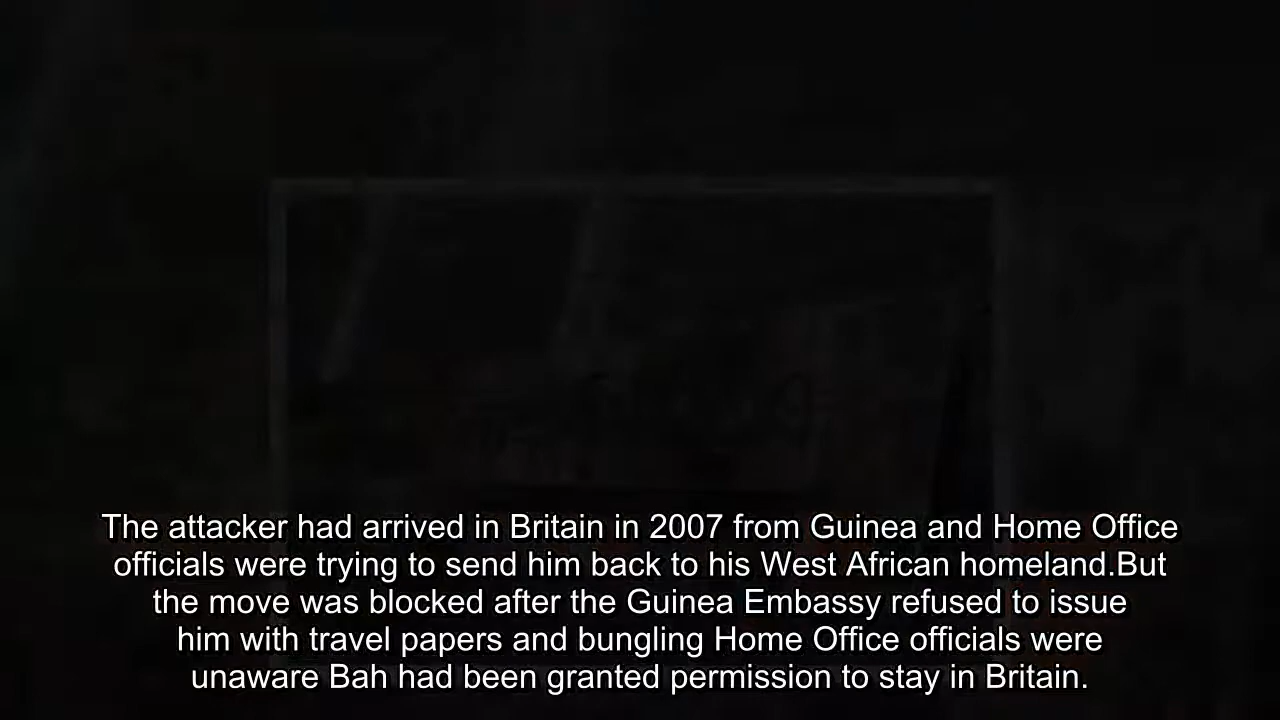 The attacker had arrived in Britain in 2007 from Guinea and Home Office
officials were trying to send him back to his West African homeland.But
the move was blocked after the Guinea Embassy refused to issue
him with travel papers and bungling Home Office officials were
unaware Bah had been granted permission to stay in Britain.